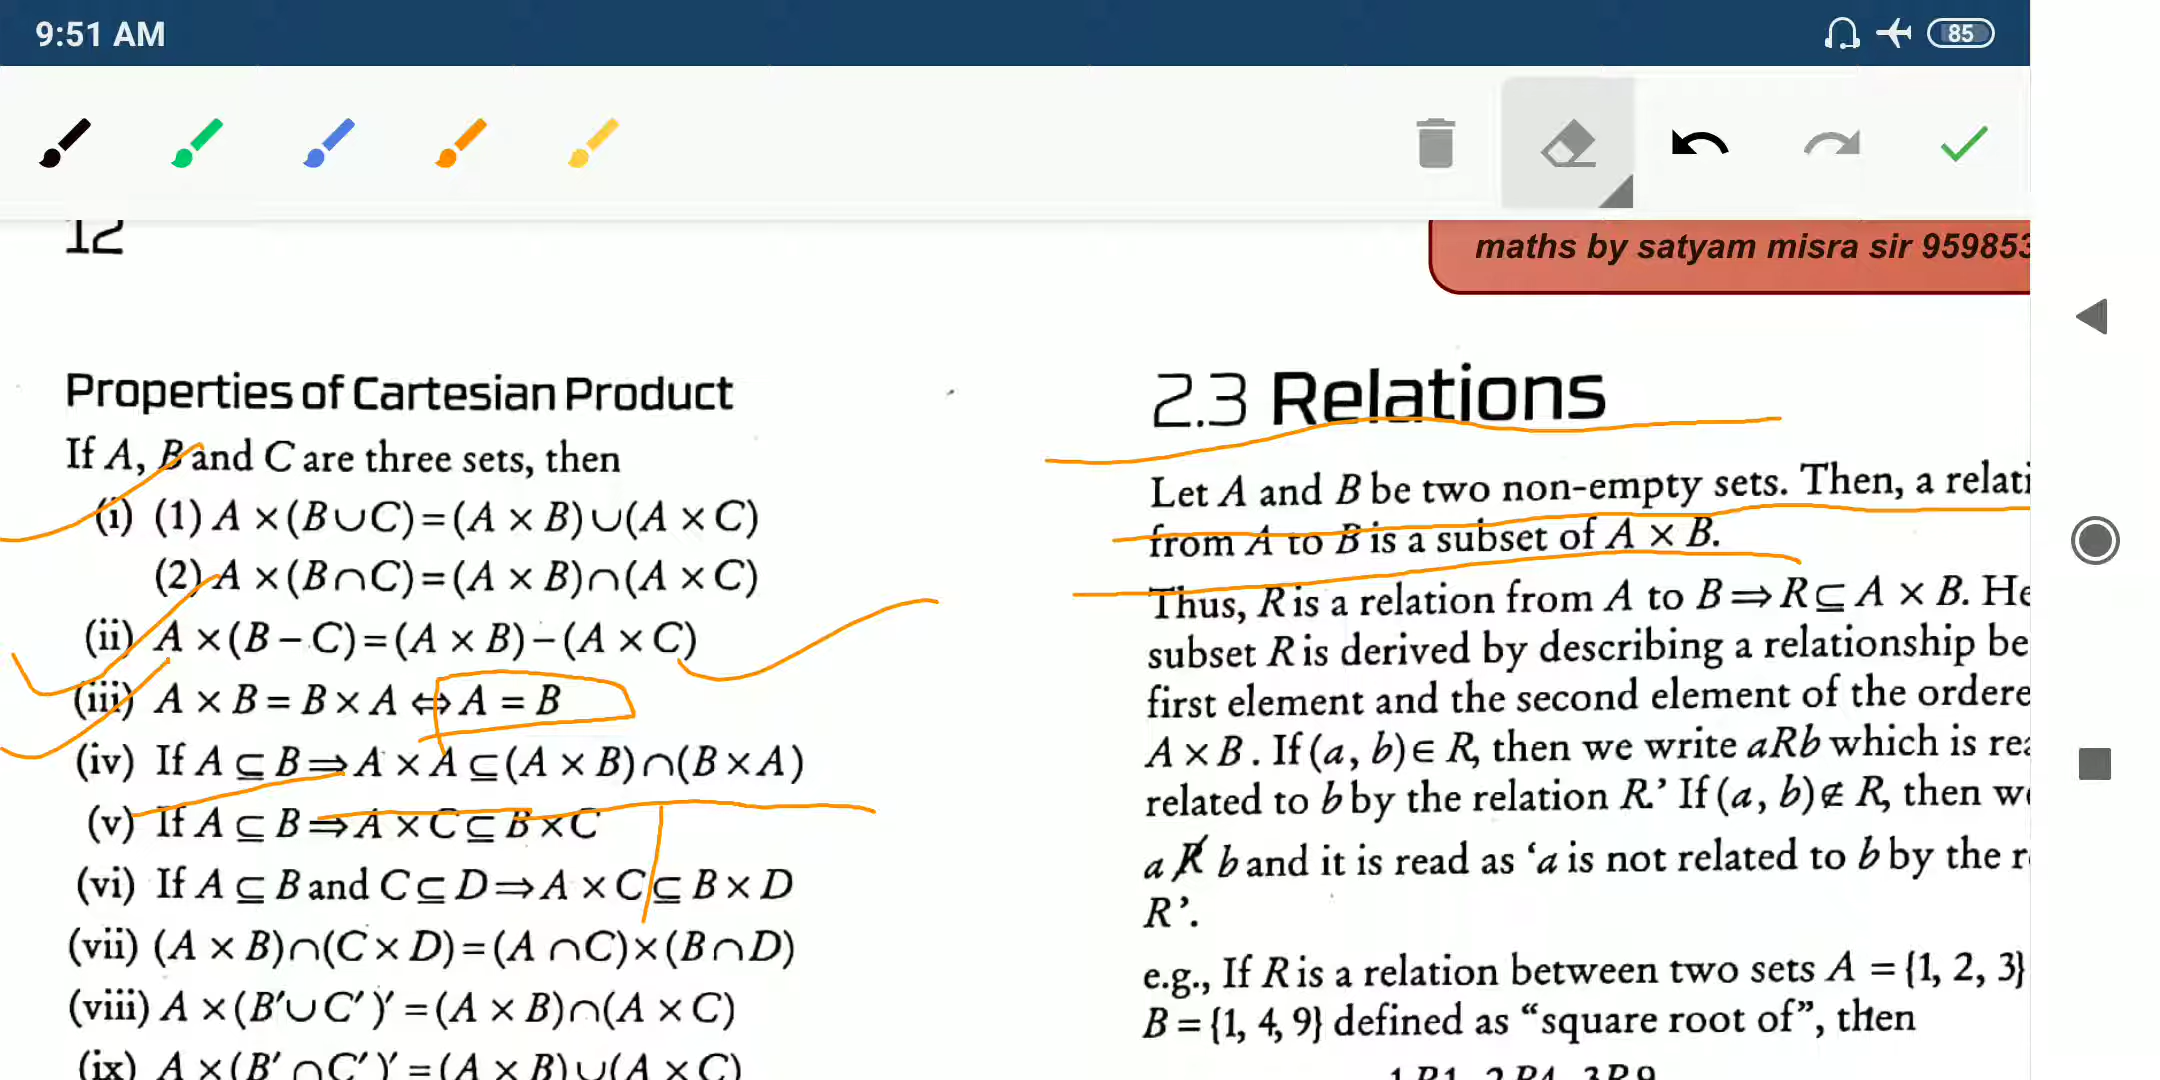 9:51 AM
85
12
maths by satyam misra sir 959853
Properties of Cartesian Product
If A, B and C are three sets, then
(i) (1) A ×(B∪C)=(A × B)∪(A × C)
(2) A ×(B∩C)=(A × B)∩(A × C)
(ii) A ×(B – C)=(A × B)–(A × C)
(iii) A × B = B × A ⇔ A = B
(iv) If A ⊆ B ⇒ A × A ⊆ (A × B)∩(B × A)
(v) If A ⊆ B ⇒ A × C ⊆ B × C
(vi) If A ⊆ B and C ⊆ D ⇒ A × C ⊆ B × D
(vii) (A × B)∩(C × D)=(A ∩C)×(B∩D)
(viii) A ×(B′∪C′)′ =(A × B)∩(A × C)
(ix) A ×(B′ ∩C′)′ =(A × B)∪(A × C)
2.3 Relations
Let A and B be two non-empty sets. Then, a relati
from A to B is a subset of A × B.
Thus, R is a relation from A to B ⇒ R ⊆ A × B. He
subset R is derived by describing a relationship be
first element and the second element of the ordere
A × B. If (a, b)∈ R, then we write aRb which is rea
related to b by the relation R.’ If (a, b)∉ R, then we
a R̸ b and it is read as ‘a is not related to b by the r
R’.
e.g., If R is a relation between two sets A = {1, 2, 3}
B = {1, 4, 9} defined as “square root of”, then
1R1, 2R4, 3R9